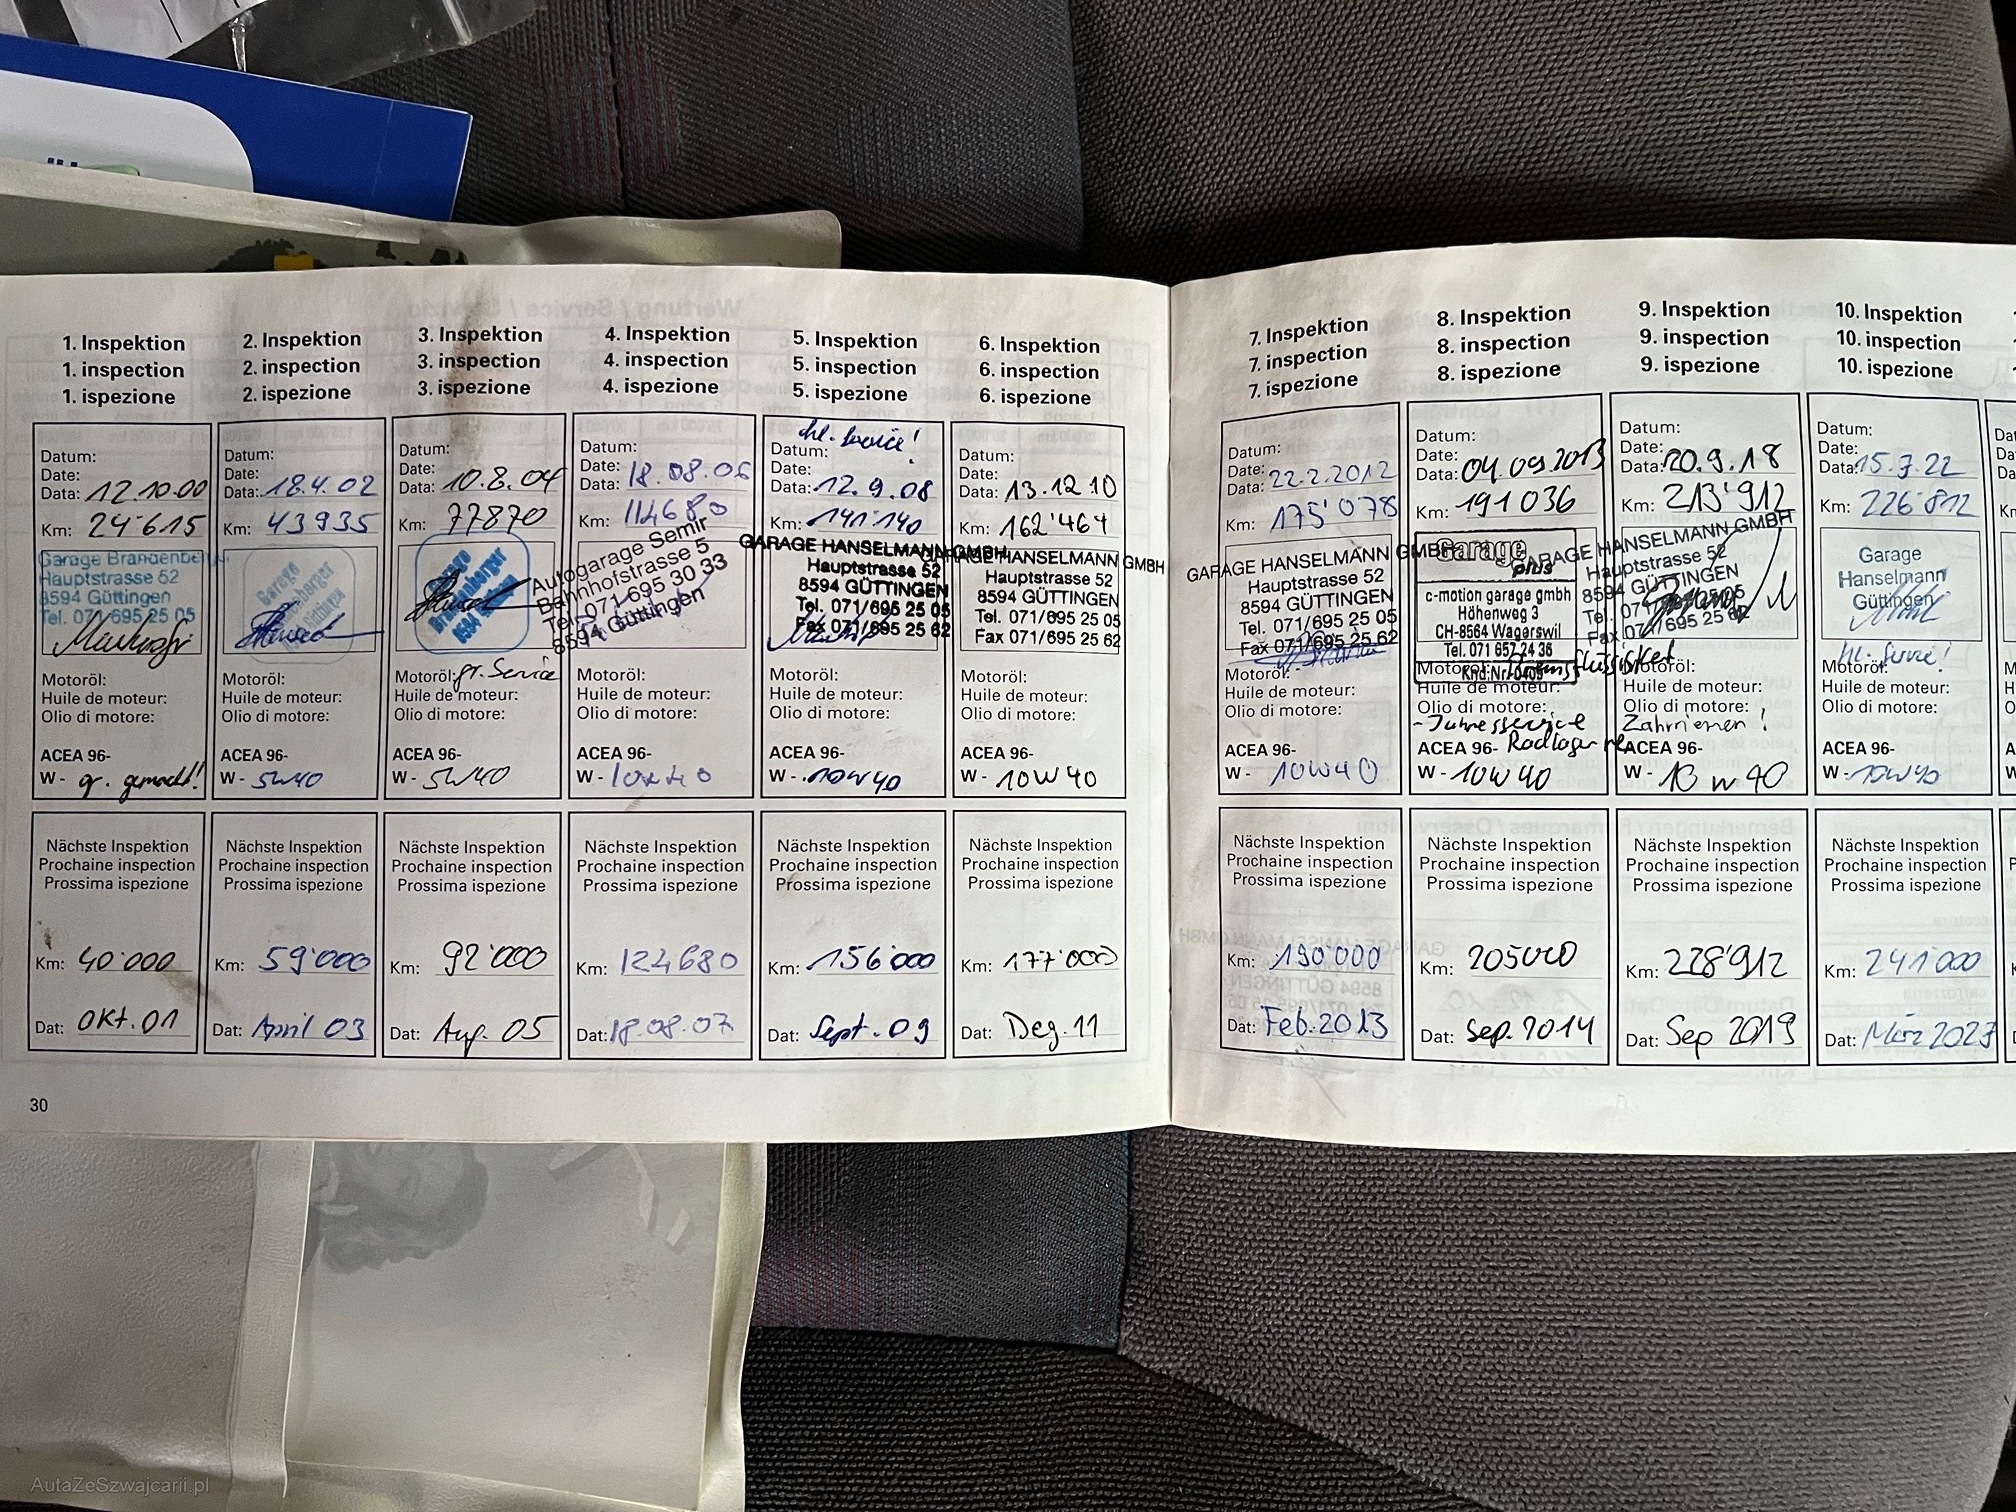 1. Inspektion
1. inspection
1. ispezione
Datum:
Date:
Data: 12.10.00
Km: 24'615
Garage Brandenberger
Hauptstrasse 52
8594 Güttingen
Tel. 071/695 25 05
Motoröl:
Huile de moteur:
Olio di motore:
ACEA 96-
W - gr. gemacht!
Nächste Inspektion
Prochaine inspection
Prossima ispezione
Km: 40'000
Dat: Okt. 01
2. Inspektion
2. inspection
2. ispezione
Datum:
Date:
Data: 18.4.02
Km: 43935
Garage
Brandenberger
Motoröl:
Huile de moteur:
Olio di motore:
ACEA 96-
W - 5W40
Nächste Inspektion
Prochaine inspection
Prossima ispezione
Km: 59'000
Dat: April 03
3. Inspektion
3. inspection
3. ispezione
Datum:
Date:
Data: 10.8.04
Km: 77870
Garage
Brandenberger
8594
Motoröl: gr. Service
Huile de moteur:
Olio di motore:
ACEA 96-
W - 5W40
Nächste Inspektion
Prochaine inspection
Prossima ispezione
Km: 92'000
Dat: Aug. 05
4. Inspektion
4. inspection
4. ispezione
Datum:
Date:
Data: 18.08.06
Km: 114680
Autogarage Semir
Bahnhofstrasse 5
Tel. 071-695 30 33
8594 Güttingen
Motoröl:
Huile de moteur:
Olio di motore:
ACEA 96-
W - 10W40
Nächste Inspektion
Prochaine inspection
Prossima ispezione
Km: 124680
Dat: 18.08.07
5. Inspektion
5. inspection
5. ispezione
kl. Service!
Datum:
Date:
Data: 12.9.08
Km: 141'140
GARAGE HANSELMANN GMBH
Hauptstrasse 52
8594 GÜTTINGEN
Tel. 071/695 25 05
Fax 071/695 25 62
Motoröl:
Huile de moteur:
Olio di motore:
ACEA 96-
W - 10W40
Nächste Inspektion
Prochaine inspection
Prossima ispezione
Km: 156'000
Dat: Sept. 09
6. Inspektion
6. inspection
6. ispezione
Datum:
Date:
Data: 13.12.10
Km: 162'464
GARAGE HANSELMANN GMBH
Hauptstrasse 52
8594 GÜTTINGEN
Tel. 071/695 25 05
Fax 071/695 25 62
Motoröl:
Huile de moteur:
Olio di motore:
ACEA 96-
W - 10W40
Nächste Inspektion
Prochaine inspection
Prossima ispezione
Km: 177'000
Dat: Dez. 11
30
7. Inspektion
7. inspection
7. ispezione
Datum:
Date:
Data: 22.2.2012
Km: 175'078
GARAGE HANSELMANN GMBH
Hauptstrasse 52
8594 GÜTTINGEN
Tel. 071/695 25 05
Fax 071/695 25 62
Motoröl:
Huile de moteur:
Olio di motore:
ACEA 96-
W - 10W40
Nächste Inspektion
Prochaine inspection
Prossima ispezione
Km: 190'000
Dat: Feb. 2013
8. Inspektion
8. inspection
8. ispezione
Datum:
Date:
Data: 04.09.2013
Km: 191036
Garage
plus
c-motion garage gmbh
Höhenweg 3
CH-8564 Wagerswil
Tel. 071 657 24 36
Knd:Nr.:0405
Motoröl:
Huile de moteur:
Olio di motore:
- Jahresservice
ACEA 96- Radlager
W - 10W40
Nächste Inspektion
Prochaine inspection
Prossima ispezione
Km: 205000
Dat: Sep. 2014
9. Inspektion
9. inspection
9. ispezione
Datum:
Date:
Data: 20.9.18
Km: 213'912
GARAGE HANSELMANN GMBH
Hauptstrasse 52
8594 GÜTTINGEN
Tel. 071/695 25 05
Fax 071/695 25 62
Motoröl:
Huile de moteur:
Olio di motore:
Zahnriemen!
ACEA 96-
W - 10W40
Nächste Inspektion
Prochaine inspection
Prossima ispezione
Km: 228'912
Dat: Sep 2019
10. Inspektion
10. inspection
10. ispezione
Datum:
Date:
Data: 15.3.22
Km: 226'812
Garage
Hanselmann
Güttingen
kl. Service!
Motoröl:
Huile de moteur:
Olio di motore:
ACEA 96-
W - 10W40
Nächste Inspektion
Prochaine inspection
Prossima ispezione
Km: 241000
Dat: März 2023
AutaZeSzwajcarii.pl